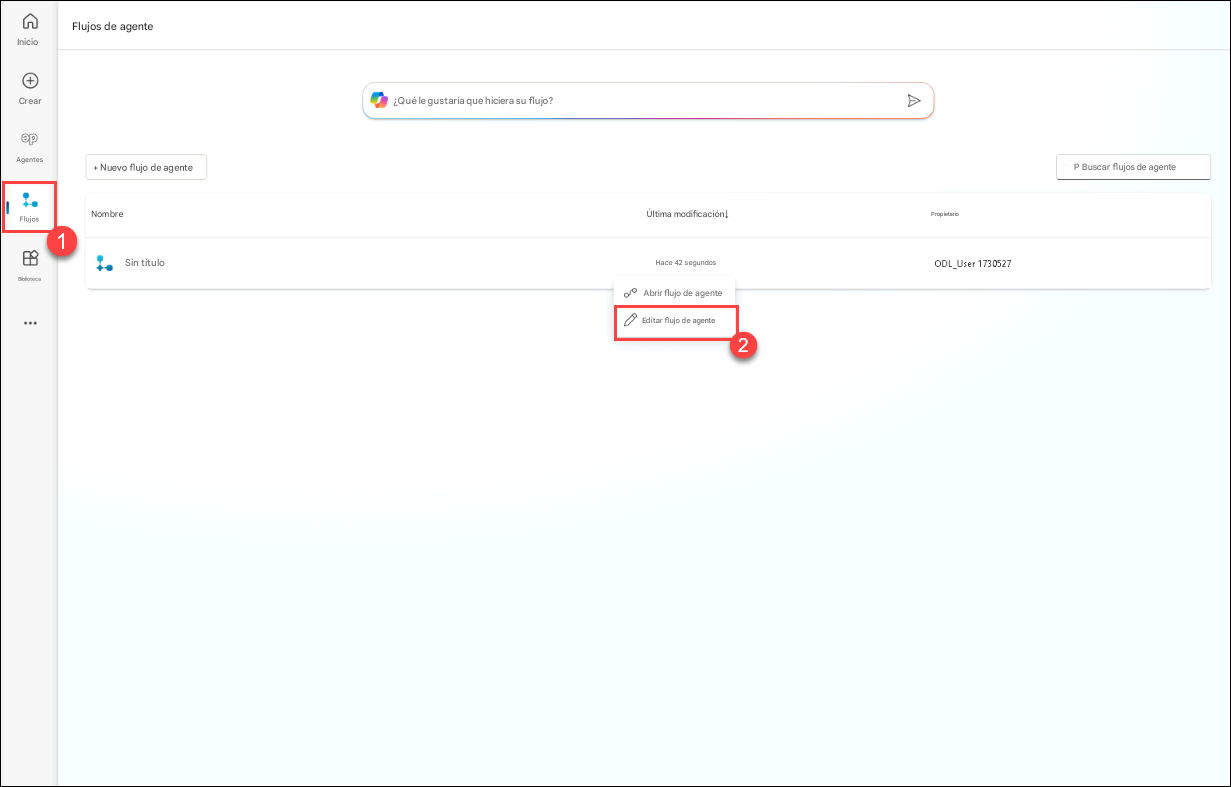 Flujos de agente
Inicio
Crear
Agentes
Flujos
1
Biblioteca
¿Qué le gustaría que hiciera su flujo?
+ Nuevo flujo de agente
P Buscar flujos de agente
Nombre
Última modificación↓
Propietario
Sin título
Hace 42 segundos
ODL_User 1730527
Abrir flujo de agente
Editar flujo de agente
2